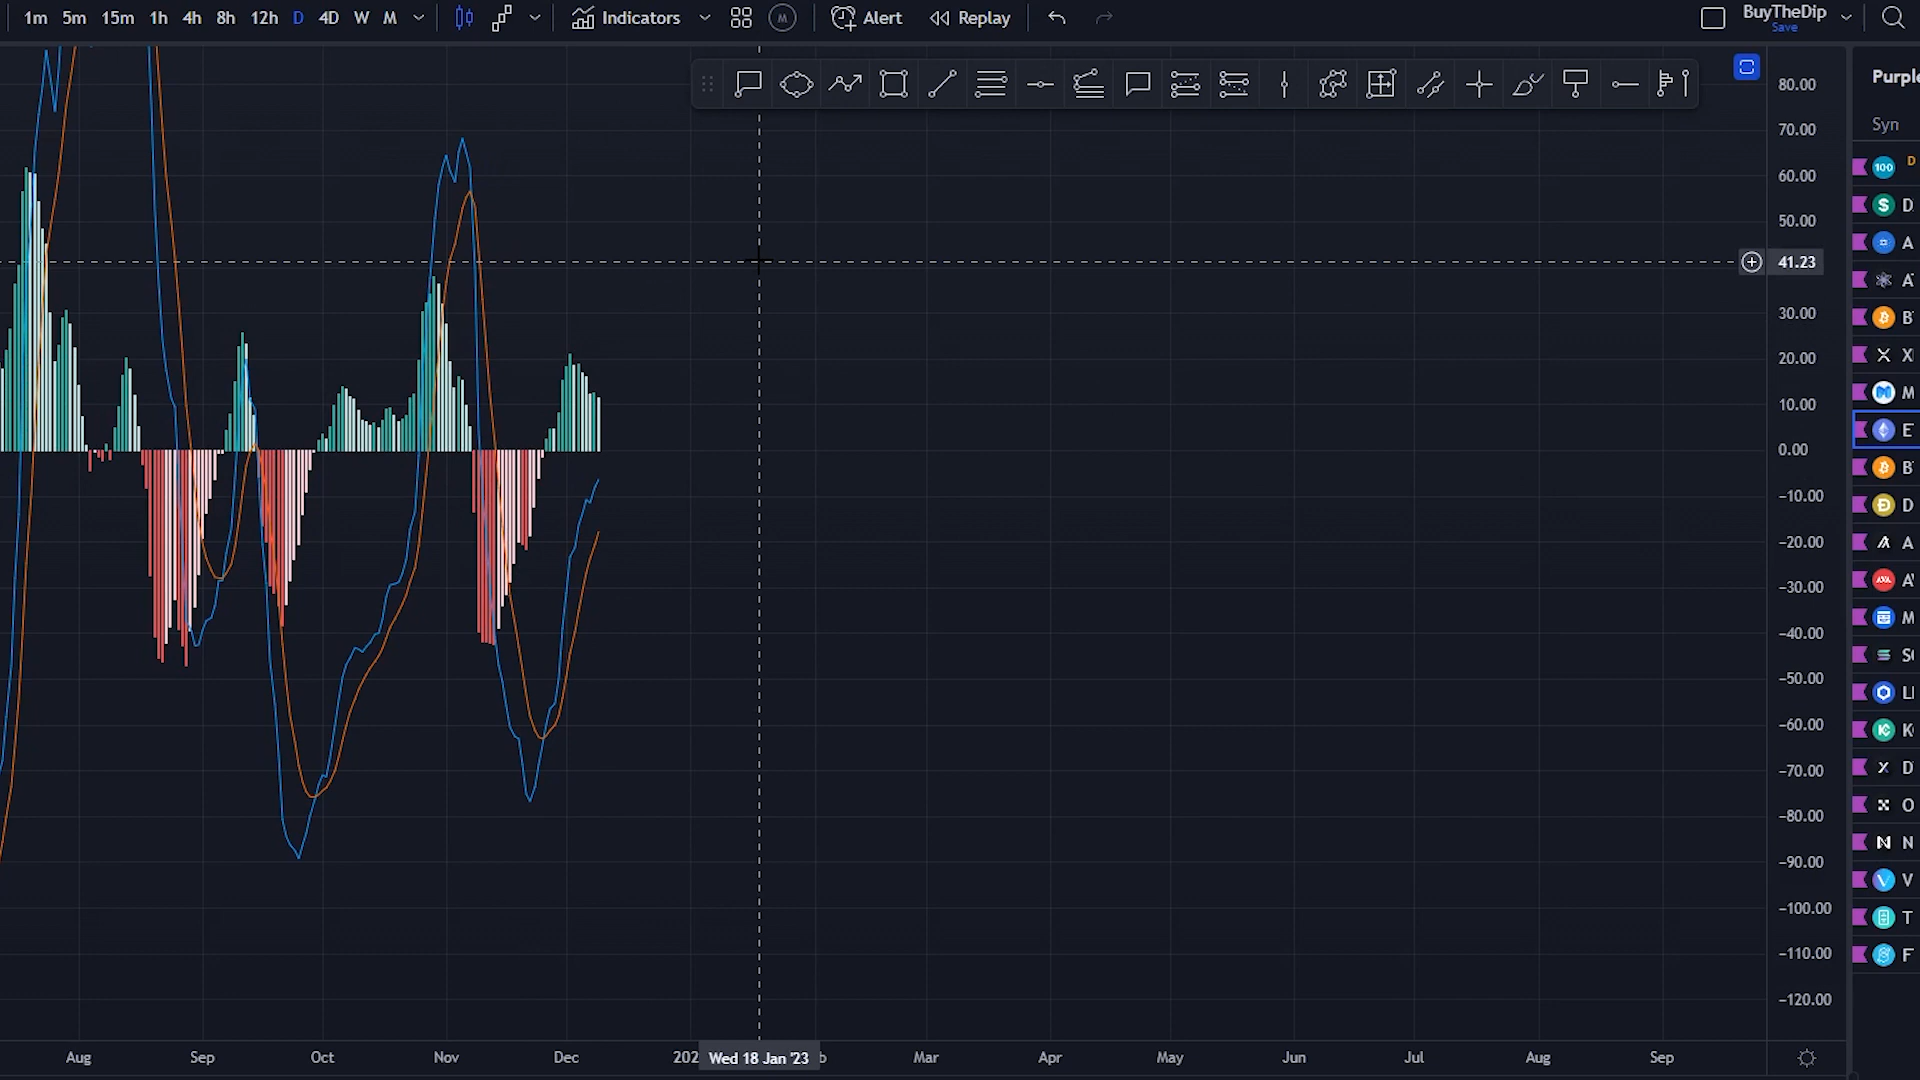 1m 5m 15m 1h 4h 8h 12h D 4D W M Indicators M Alert Replay BuyTheDip
Save
Purple
Syn
100 D
D
A
A
B
X
M
E
B
D
A
AVA A
M
S
L
K
D
O
N
V
T
F
80.00
70.00
60.00
50.00
41.23
30.00
20.00
10.00
0.00
−10.00
−20.00
−30.00
−40.00
−50.00
−60.00
−70.00
−80.00
−90.00
−100.00
−110.00
−120.00
Aug Sep Oct Nov Dec 202 Wed 18 Jan '23 b Mar Apr May Jun Jul Aug Sep